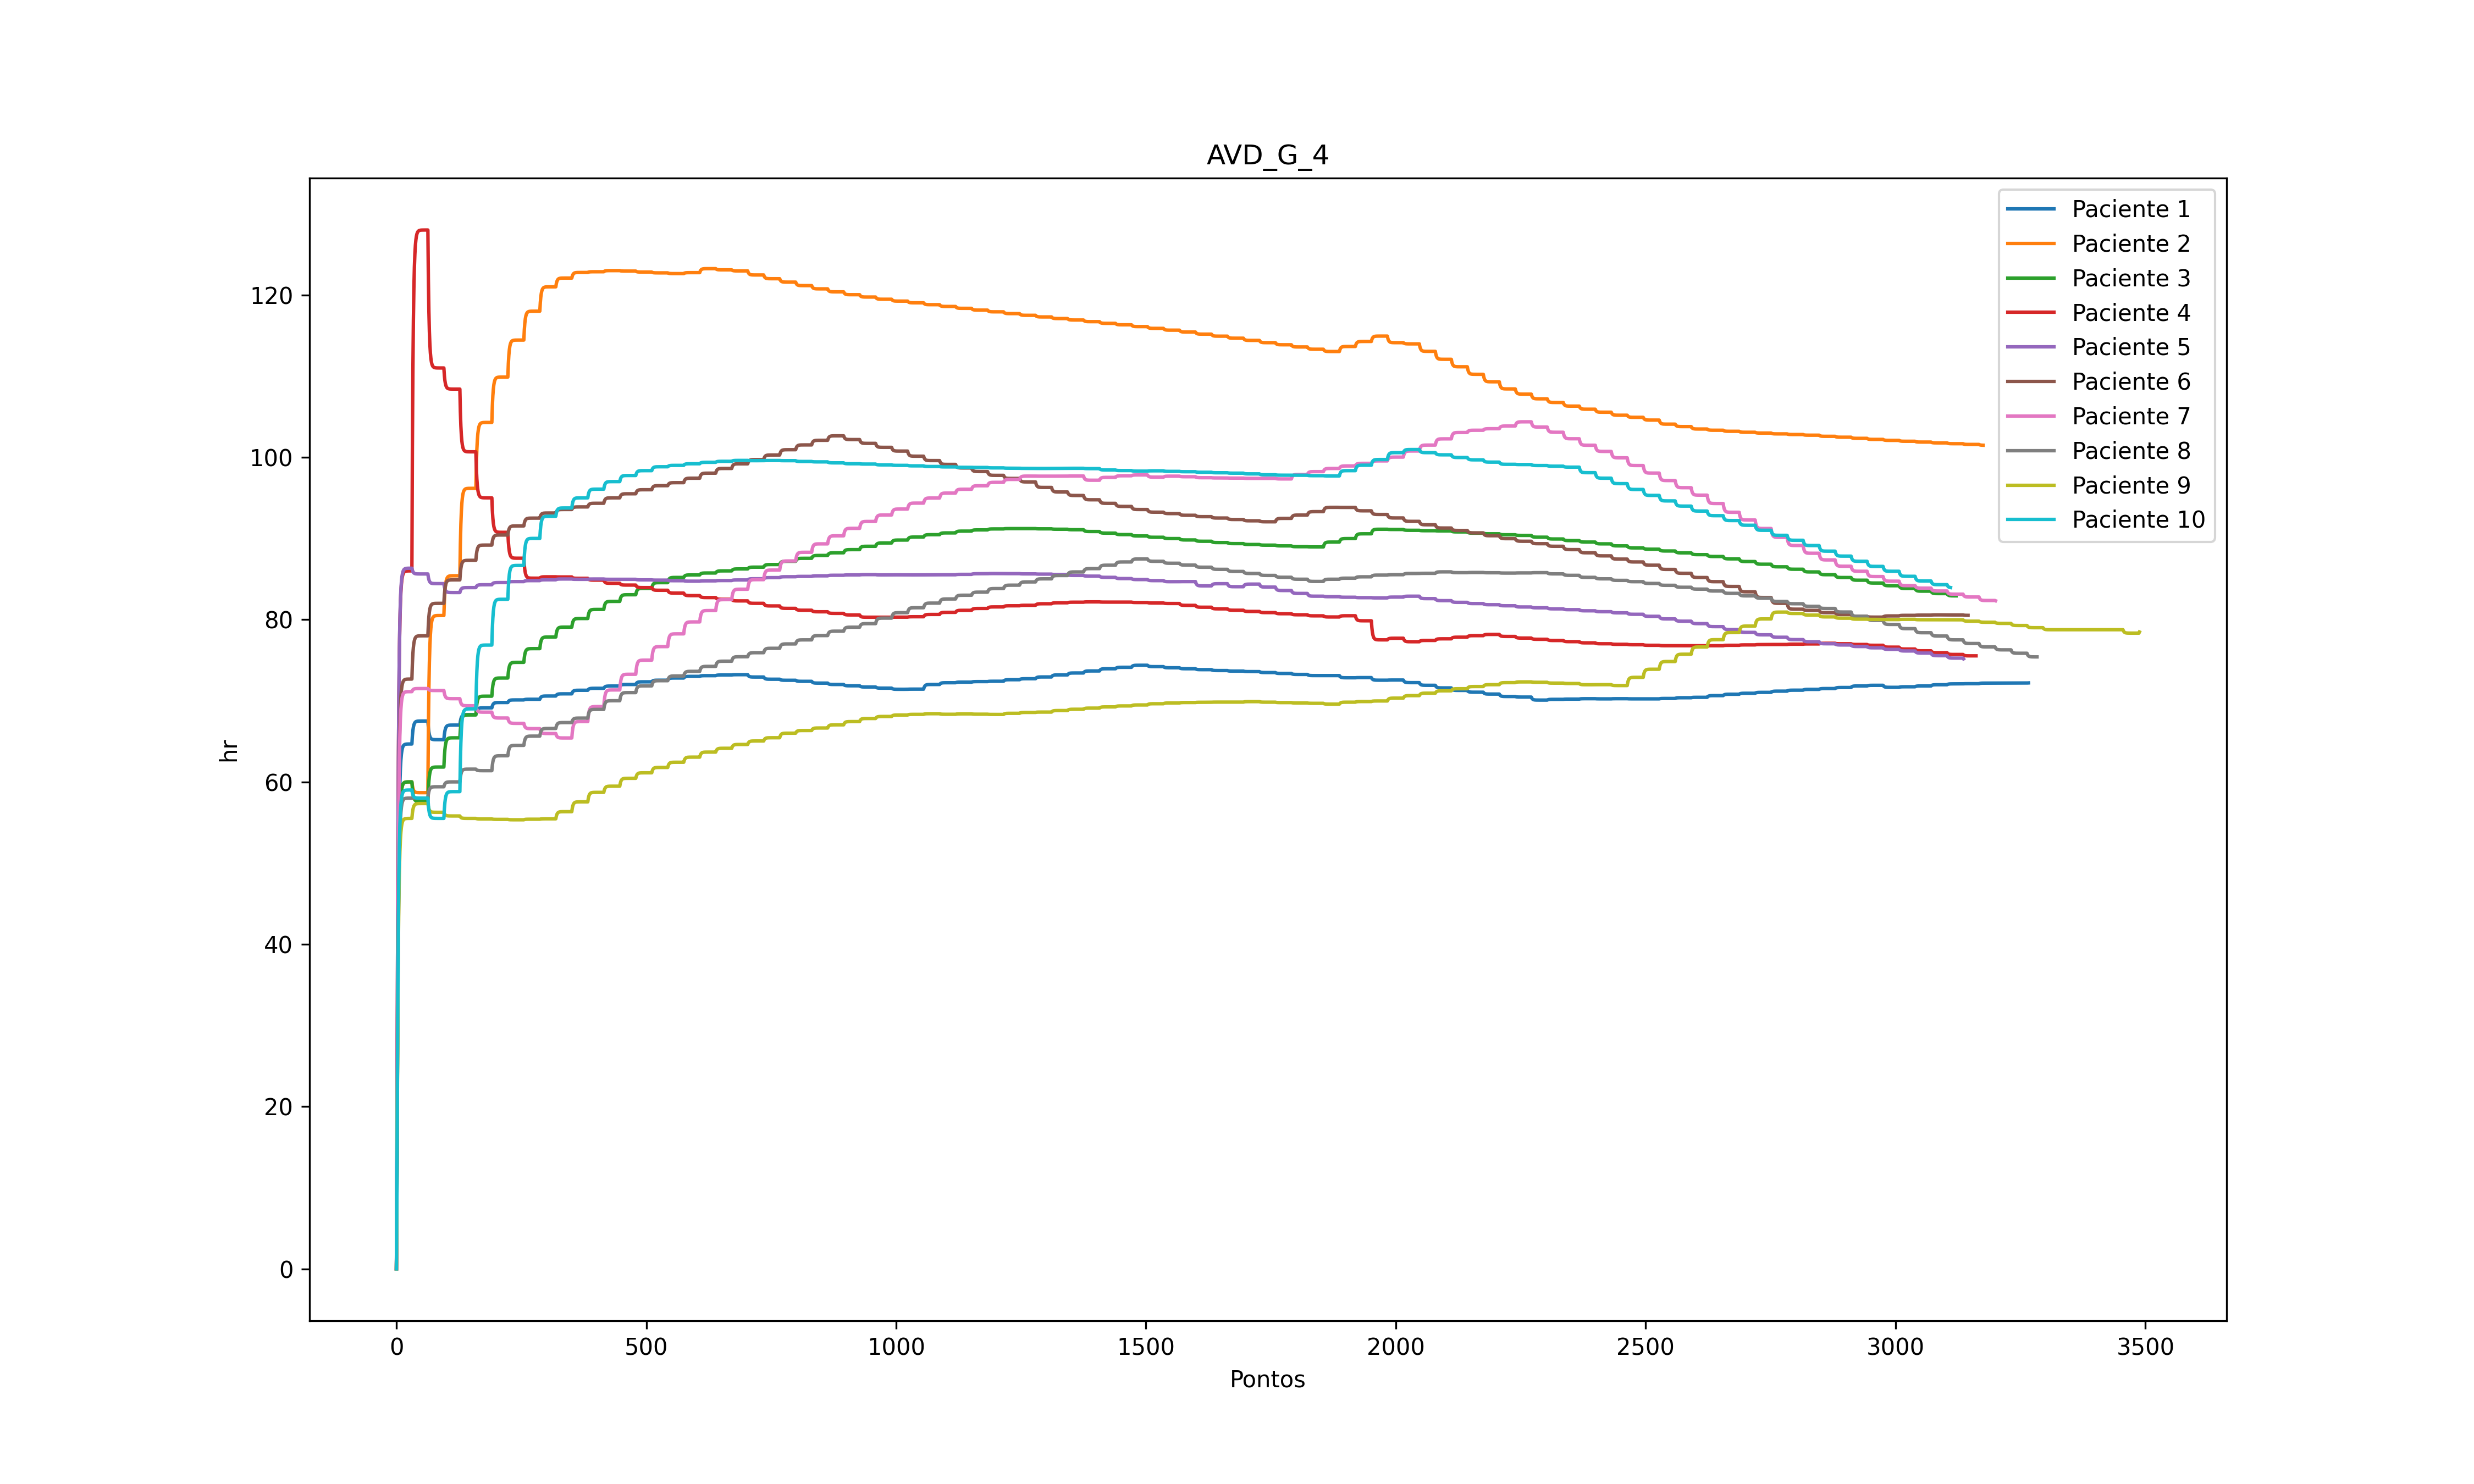 AVD_G_4
Paciente 1
Paciente 2
Paciente 3
Paciente 4
Paciente 5
Paciente 6
Paciente 7
Paciente 8
Paciente 9
Paciente 10
120
100
80
60
40
20
0
hr
0 500 1000 1500 2000 2500 3000 3500
Pontos